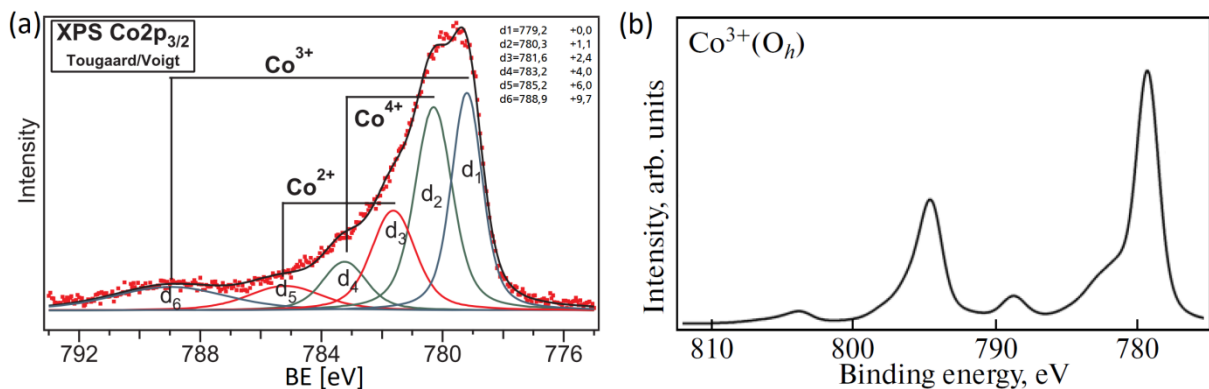 (a)
XPS Co2p3/2
Tougaard/Voigt
d1=779,2 +0,0
d2=780,3 +1,1
d3=781,6 +2,4
d4=783,2 +4,0
d5=785,2 +6,0
d6=788,9 +9,7
Co3+
Co4+
Co2+
d1
d2
d3
d4
d5
d6
Intensity
792 788 784 780 776
BE [eV]
(b)
Co3+(Oh)
Intensity, arb. units
810 800 790 780
Binding energy, eV